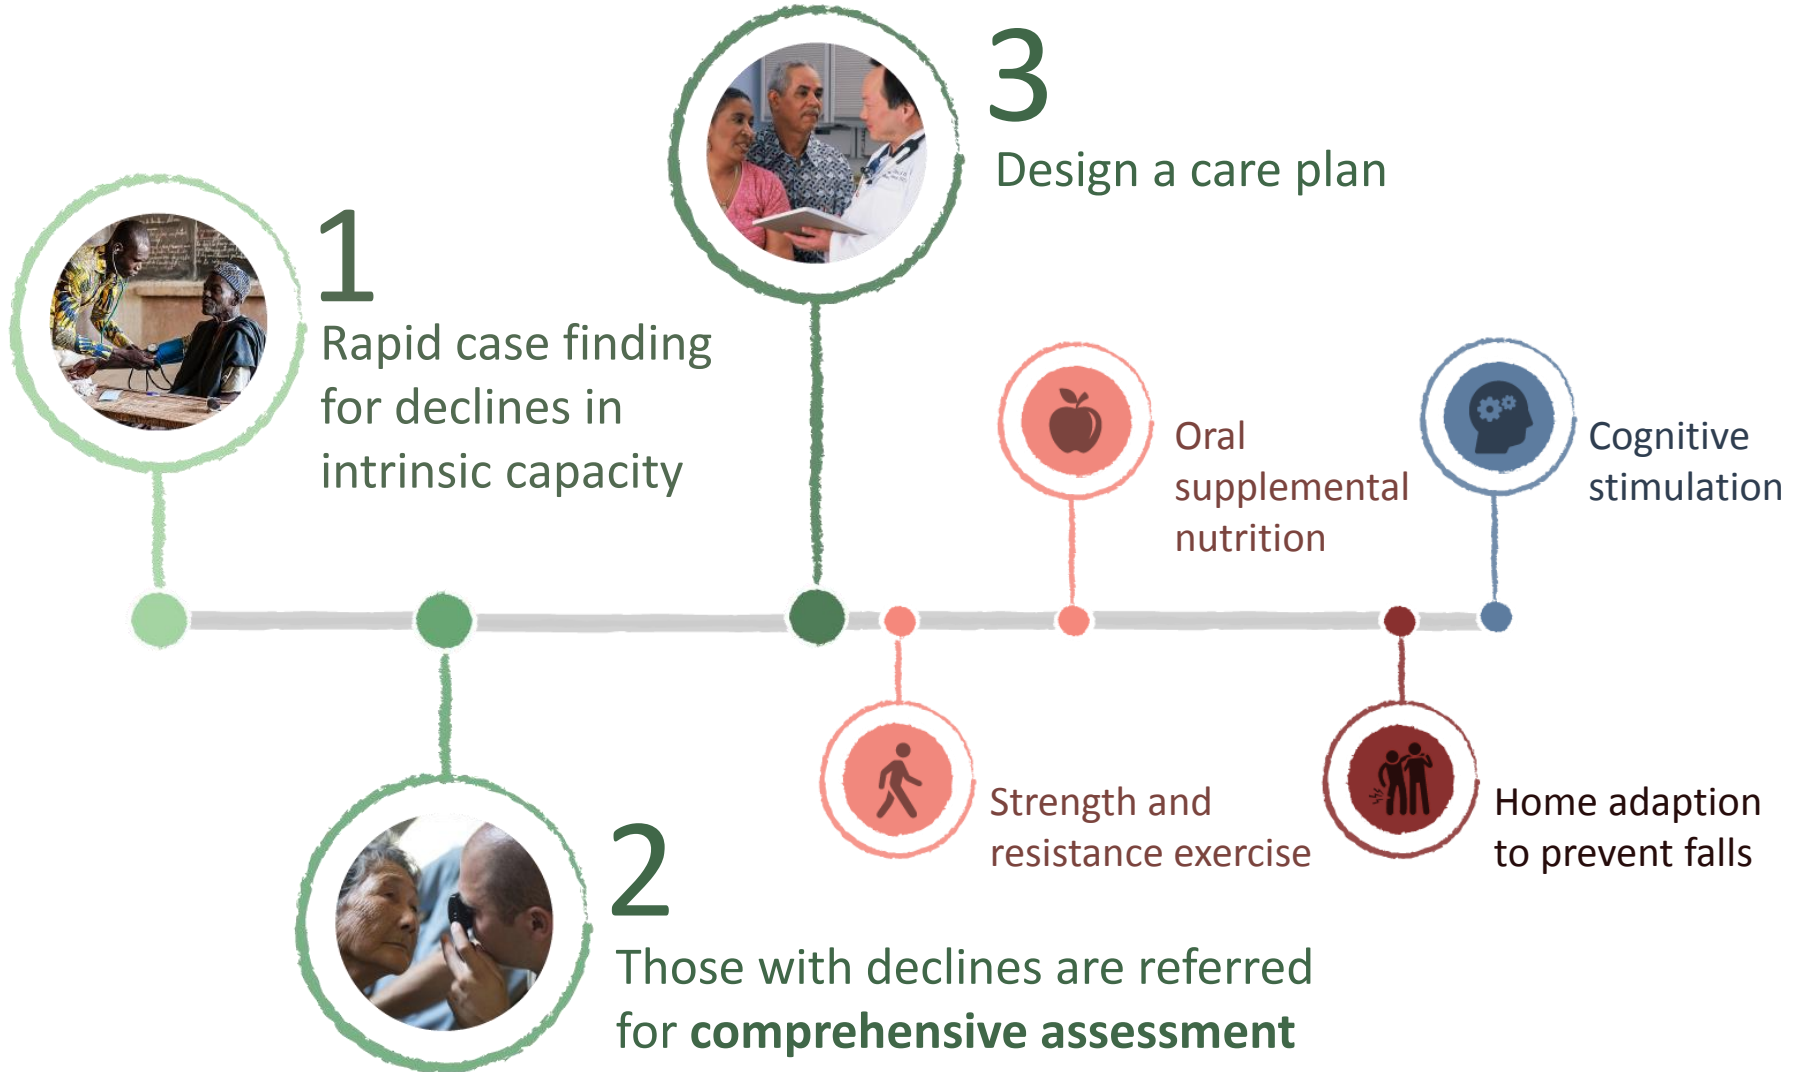 1
Rapid case finding
for declines in
intrinsic capacity
2
Those with declines are referred
for comprehensive assessment
3
Design a care plan
Strength and
resistance exercise
Oral
supplemental
nutrition
Home adaption
to prevent falls
Cognitive
stimulation